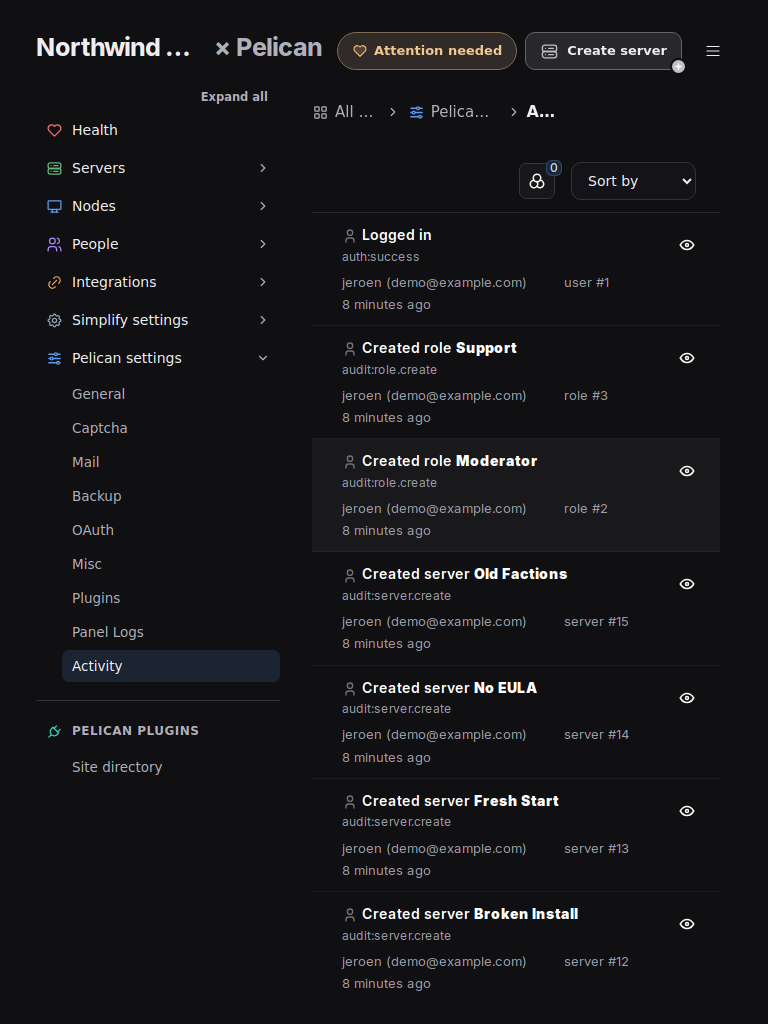 Northwind ... × Pelican
Attention needed
Create server
Expand all
Health
Servers
Nodes
People
Integrations
Simplify settings
Pelican settings
General
Captcha
Mail
Backup
OAuth
Misc
Plugins
Panel Logs
Activity
PELICAN PLUGINS
Site directory
All ... > Pelica... > A...
0
Sort by
Logged in
auth:success
jeroen (demo@example.com) user #1
8 minutes ago
Created role Support
audit:role.create
jeroen (demo@example.com) role #3
8 minutes ago
Created role Moderator
audit:role.create
jeroen (demo@example.com) role #2
8 minutes ago
Created server Old Factions
audit:server.create
jeroen (demo@example.com) server #15
8 minutes ago
Created server No EULA
audit:server.create
jeroen (demo@example.com) server #14
8 minutes ago
Created server Fresh Start
audit:server.create
jeroen (demo@example.com) server #13
8 minutes ago
Created server Broken Install
audit:server.create
jeroen (demo@example.com) server #12
8 minutes ago